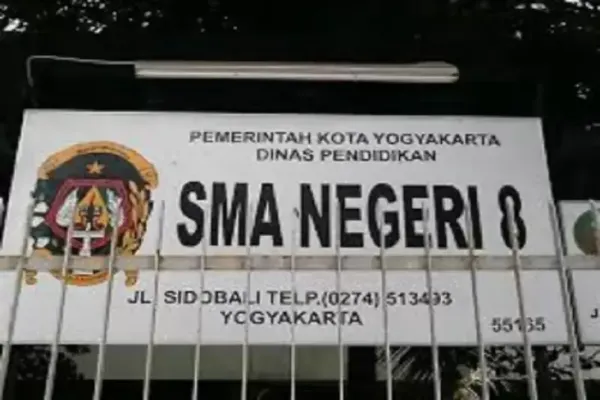 PEMERINTAH KOTA YOGYAKARTA
DINAS PENDIDIKAN
SMA NEGERI 8
JL. SIDOBALI TELP.(0274) 513493
YOGYAKARTA
55165